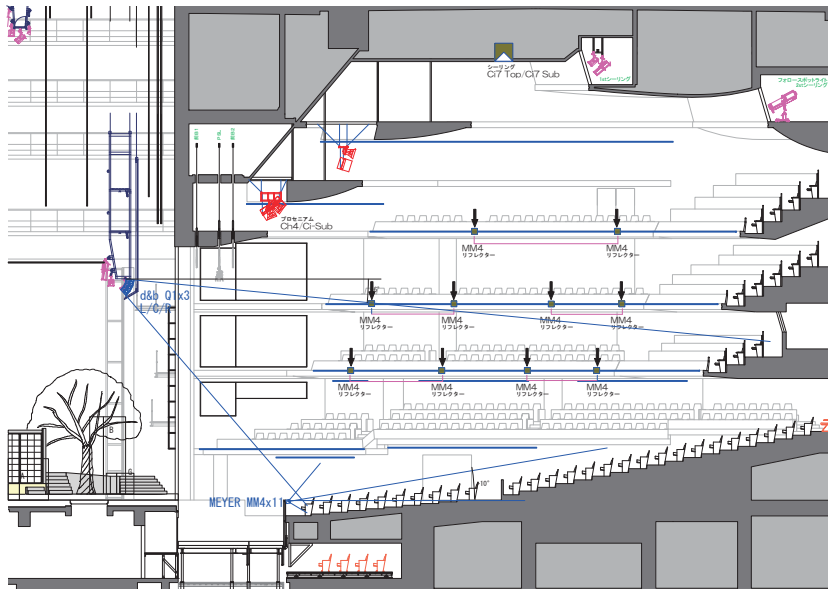 シーリング
Ci7 Top/Ci7 Sub
1stシーリング
フォロースポットライト
2ndシーリング
プロセニアム
Ch4/Ci-Sub
MM4
リフレクター
MM4
リフレクター
d&b Q1x3
L/C/R
MM4
リフレクター
MM4
リフレクター
MM4
リフレクター
MM4
リフレクター
MM4
リフレクター
MM4
リフレクター
MM4
リフレクター
MM4
リフレクター
B
A
G
MEYER MM4x11
10°